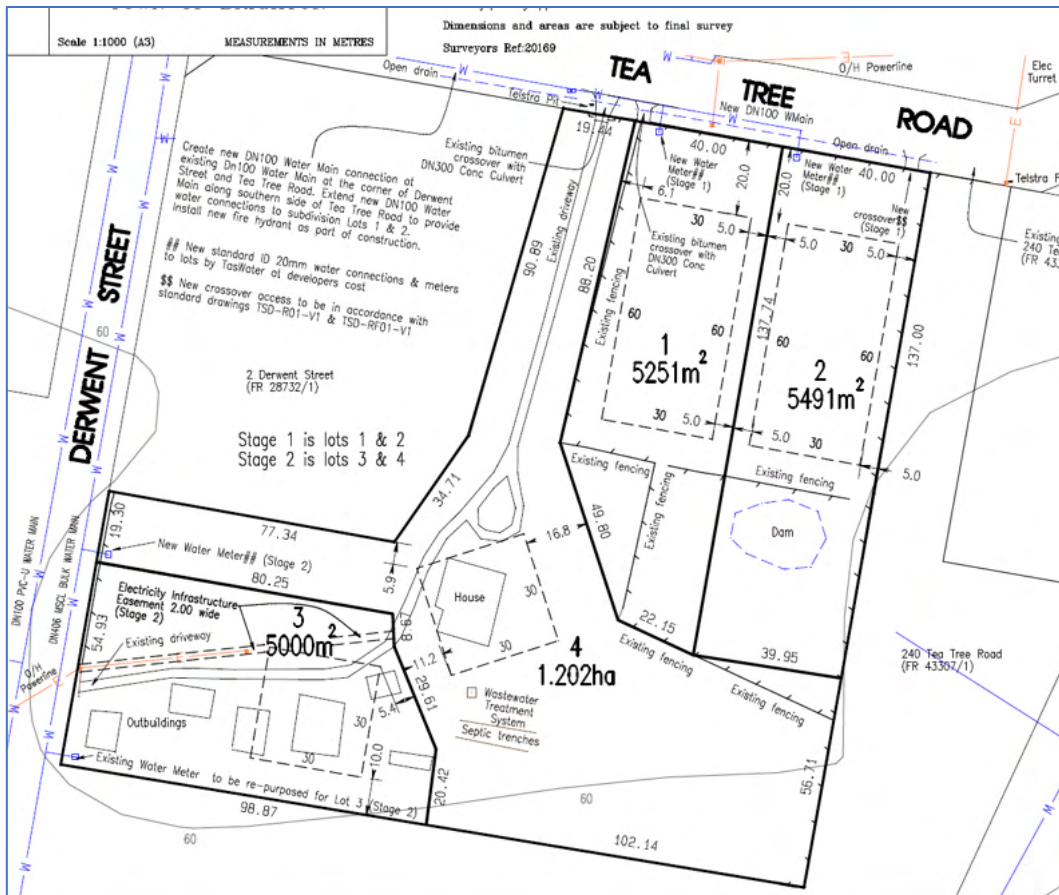 Scale 1:1000 (A3)
MEASUREMENTS IN METRES
Dimensions and areas are subject to final survey
Surveyors Ref:20169
TEA TREE ROAD
M
E
O/H Powerline
Elec
Turret
E
Open drain
M
Telstra Pit
New DN100 WMain
M
Open drain
Telstra P
19.44
40.00
40.00
Existing bitumen
crossover with
DN300 Conc Culvert
New Water
Meter##
(Stage 1)
New Water
Meter##
(Stage 1)
20.0
20.0
6.1
New
crossover$$
(Stage 1)
Existing
240 Te
(FR 433
Create new DN100 Water Main connection at
existing Dn100 Water Main at the corner of Derwent
Street and Tea Tree Road. Extend new DN100 Water
Main along southern side of Tea Tree Road to provide
water connections to subdivision Lots 1 & 2.
Install new fire hydrant as part of construction.
## New standard ID 20mm water connections & meters
to lots by TasWater at developers cost
$$ New crossover access to be in accordance with
standard drawings TSD-R01-V1 & TSD-RF01-V1
90.89
Existing driveway
88.20
Existing fencing
Existing bitumen
crossover with
DN300 Conc
Culvert
30
5.0
5.0
30
5.0
60
60
137.74
60
60
137.00
1
5251m²
2
5491m²
30
5.0
5.0
30
5.0
DERWENT STREET
60
2 Derwent Street
(FR 28732/1)
Stage 1 is lots 1 & 2
Stage 2 is lots 3 & 4
Existing fencing
Existing fencing
Existing fencing
Existing fencing
Dam
34.71
49.80
16.8
19.30
77.34
New Water Meter## (Stage 2)
80.25
5.9
DN100 PVC-U WATER MAIN
DN406 MSCL BULK WATER MAIN
Electricity Infrastructure
Easement 2.00 wide
(Stage 2)
3
5000m²
54.93
Existing driveway
O/H
Powerline
E
E
House
30
30
8.63
11.2
4
1.202ha
22.15
39.95
Existing fencing
Existing fencing
240 Tea Tree Road
(FR 43307/1)
29.61
5.4
Wastewater
Treatment
System
Septic trenches
Outbuildings
30
30
10.0
Existing Water Meter to be re-purposed for Lot 3 (Stage 2)
20.42
56.71
98.87
102.14
60
60
M